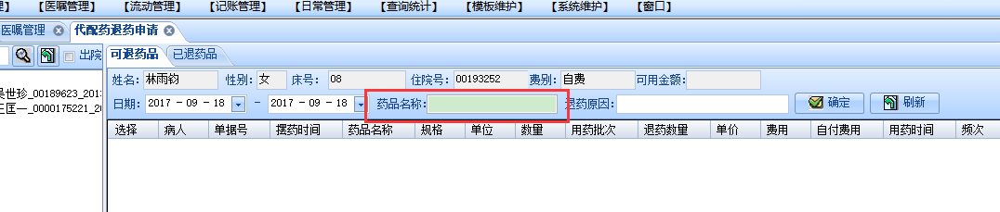 】 【医嘱管理】 【流动管理】 【记账管理】 【日常管理】 【查询统计】 【模板维护】 【系统维护】 【窗口】
医嘱管理 代配药退药申请
出院 可退药品 已退药品
姓名: 林雨钧 性别: 女 床号: 08 住院号: 00193252 费别: 自费 可用金额:
吴世珍_00189623_201
日期: 2017 - 09 - 18 - 2017 - 09 - 18 药品名称: 退药原因: 确定 刷新
王匡一_0000175221_20
选择 病人 单据号 摆药时间 药品名称 规格 单位 数量 用药批次 退药数量 单价 费用 自付费用 用药时间 频次